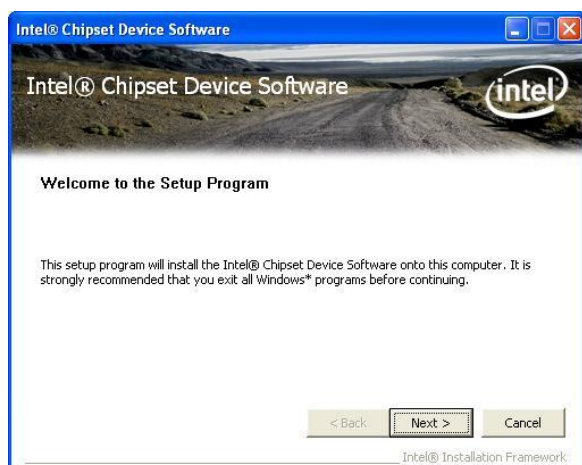 Intel® Chipset Device Software
Intel® Chipset Device Software
intel
Welcome to the Setup Program
This setup program will install the Intel® Chipset Device Software onto this computer. It is
strongly recommended that you exit all Windows* programs before continuing.
< Back Next > Cancel
Intel® Installation Framework